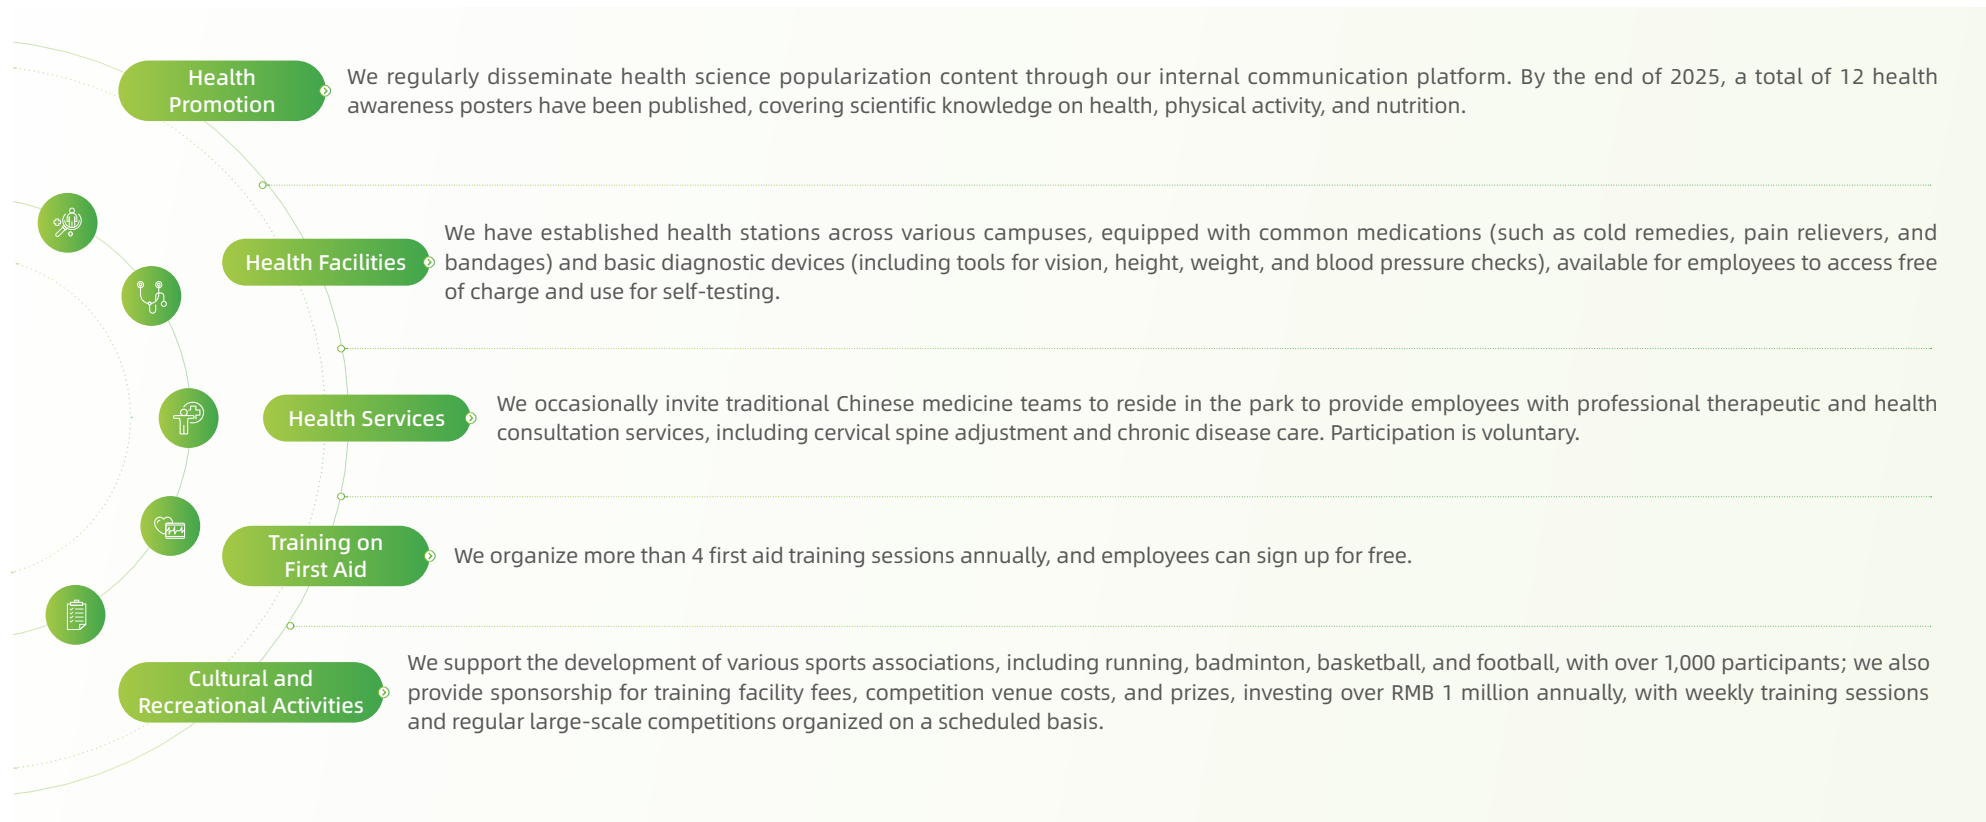 Health
Promotion
We regularly disseminate health science popularization content through our internal communication platform. By the end of 2025, a total of 12 health
awareness posters have been published, covering scientific knowledge on health, physical activity, and nutrition.
Health Facilities
We have established health stations across various campuses, equipped with common medications (such as cold remedies, pain relievers, and
bandages) and basic diagnostic devices (including tools for vision, height, weight, and blood pressure checks), available for employees to access free
of charge and use for self-testing.
Health Services
We occasionally invite traditional Chinese medicine teams to reside in the park to provide employees with professional therapeutic and health
consultation services, including cervical spine adjustment and chronic disease care. Participation is voluntary.
Training on
First Aid
We organize more than 4 first aid training sessions annually, and employees can sign up for free.
Cultural and
Recreational Activities
We support the development of various sports associations, including running, badminton, basketball, and football, with over 1,000 participants; we also
provide sponsorship for training facility fees, competition venue costs, and prizes, investing over RMB 1 million annually, with weekly training sessions
and regular large-scale competitions organized on a scheduled basis.